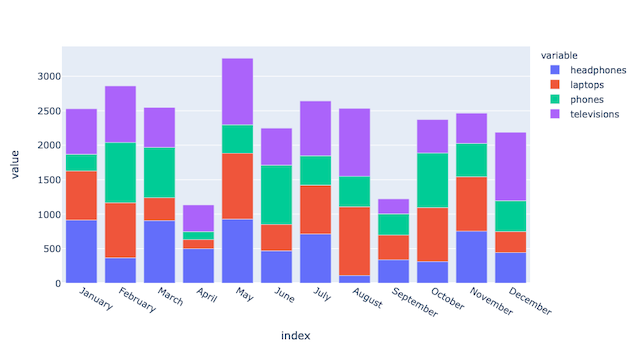 variable
headphones
laptops
phones
televisions
value
3000
2500
2000
1500
1000
500
0
January
February
March
April
May
June
July
August
September
October
November
December
index